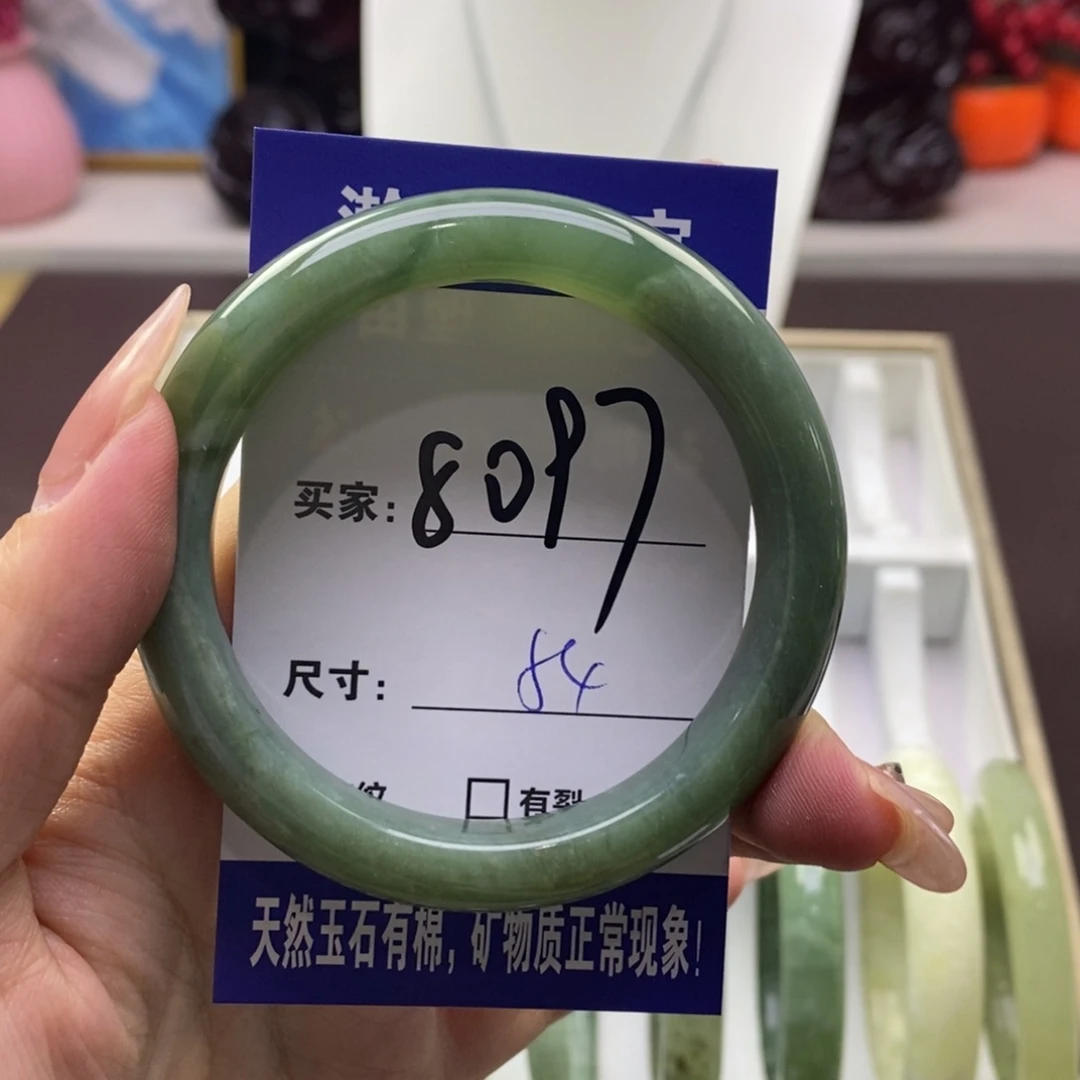 买家: 8097
尺寸: 84
纹 □有裂
天然玉石有棉, 矿物质正常现象!